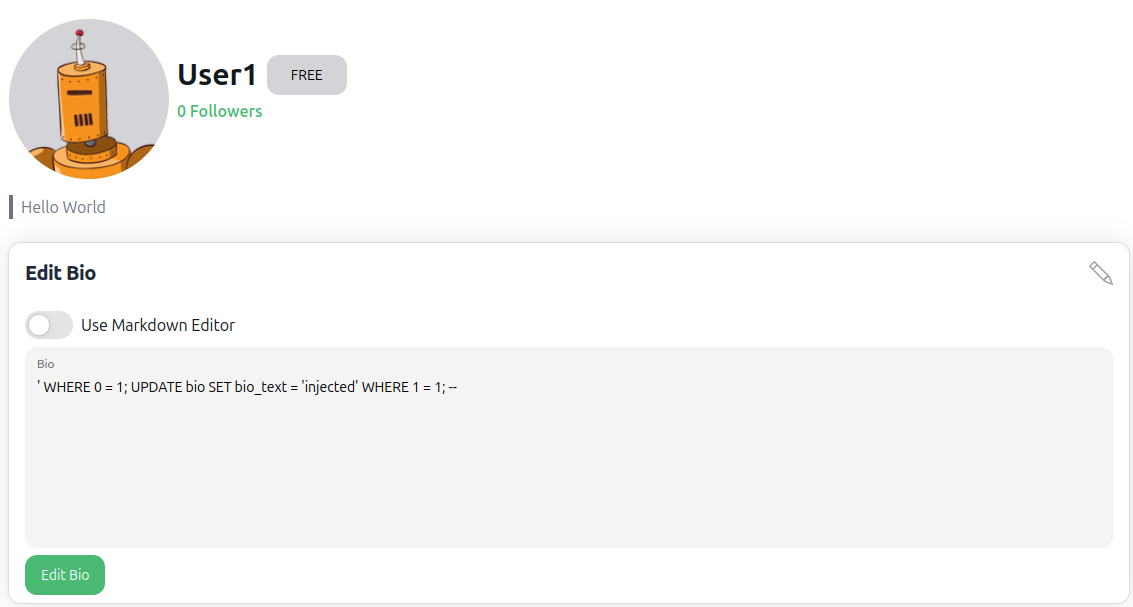 User1 FREE
0 Followers
Hello World
Edit Bio
Use Markdown Editor
Bio
' WHERE 0 = 1; UPDATE bio SET bio_text = 'injected' WHERE 1 = 1; --
Edit Bio